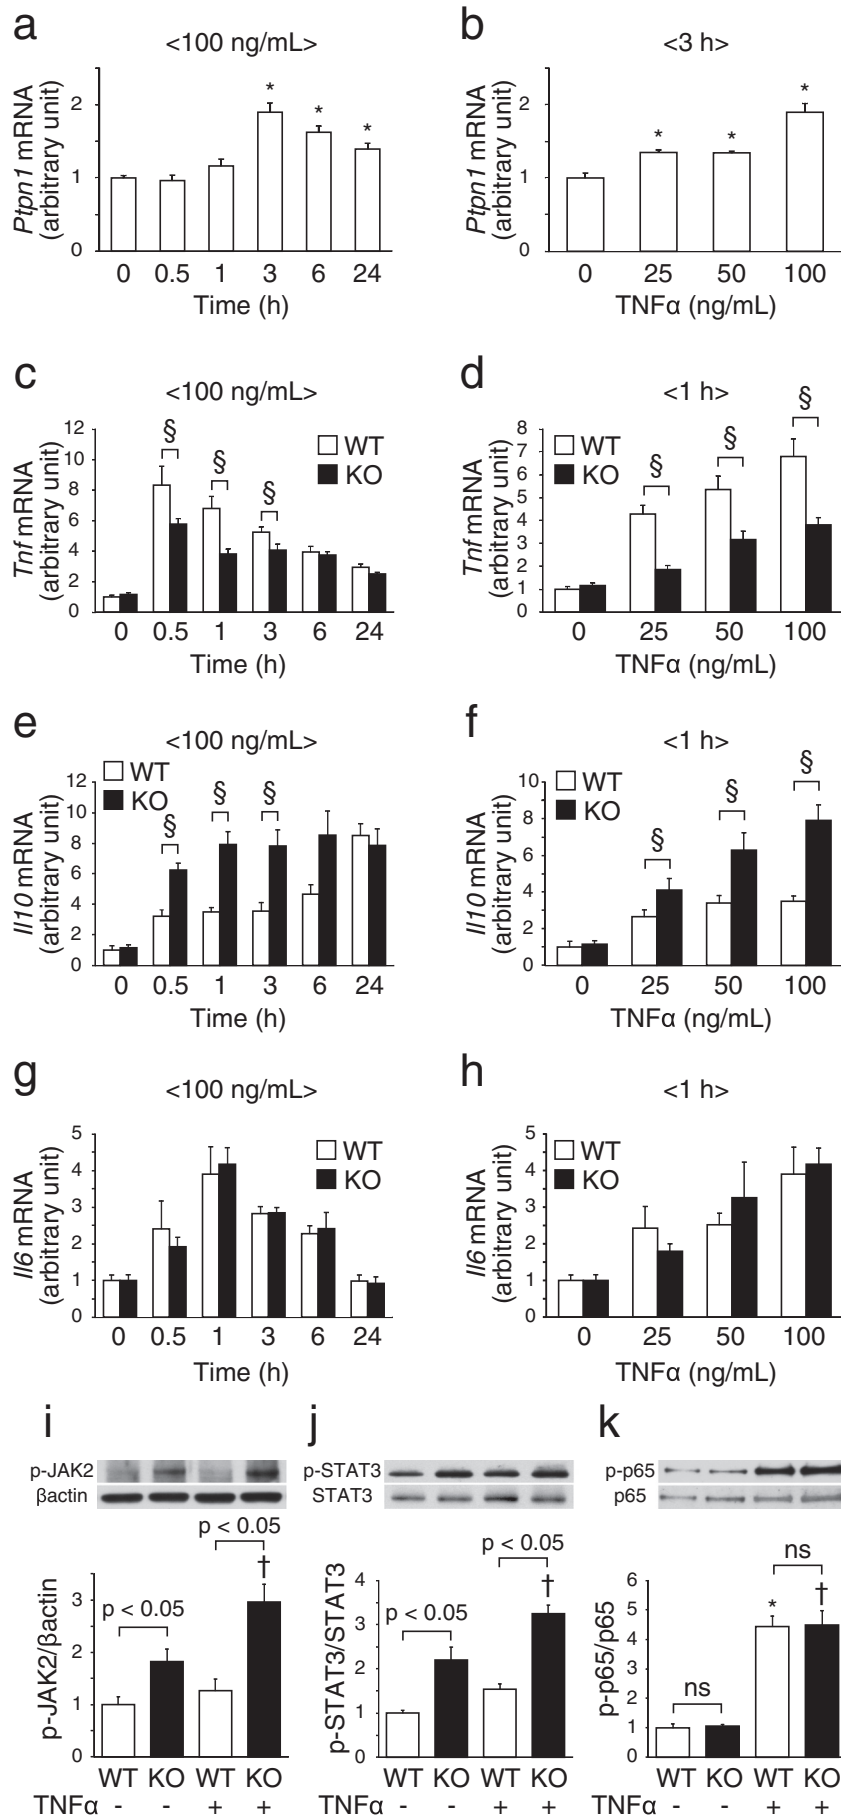 a
<100 ng/mL>
Ptpn1 mRNA
(arbitrary unit)
2
1
0
*
*
*
0 0.5 1 3 6 24
Time (h)
b
<3 h>
Ptpn1 mRNA
(arbitrary unit)
2
1
0
*
*
*
0 25 50 100
TNFα (ng/mL)
c
<100 ng/mL>
Tnf mRNA
(arbitrary unit)
12
10
8
6
4
2
0
§
§
§
WT
KO
0 0.5 1 3 6 24
Time (h)
d
<1 h>
Tnf mRNA
(arbitrary unit)
8
7
6
5
4
3
2
1
0
§
§
§
WT
KO
0 25 50 100
TNFα (ng/mL)
e
<100 ng/mL>
Il10 mRNA
(arbitrary unit)
12
10
8
6
4
2
0
WT
KO
§
§
§
0 0.5 1 3 6 24
Time (h)
f
<1 h>
Il10 mRNA
(arbitrary unit)
10
8
6
4
2
0
WT
KO
§
§
§
0 25 50 100
TNFα (ng/mL)
g
<100 ng/mL>
Il6 mRNA
(arbitrary unit)
5
4
3
2
1
0
WT
KO
0 0.5 1 3 6 24
Time (h)
h
<1 h>
Il6 mRNA
(arbitrary unit)
5
4
3
2
1
0
WT
KO
0 25 50 100
TNFα (ng/mL)
i
p-JAK2
βactin
p < 0.05
p < 0.05
†
p-JAK2/βactin
3
2
1
0
WT KO WT KO
TNFα - - + +
j
p-STAT3
STAT3
p < 0.05
p < 0.05
†
p-STAT3/STAT3
4
3
2
1
0
WT KO WT KO
- - + +
k
p-p65
p65
ns
ns
*
†
p-p65/p65
6
5
4
3
2
1
0
WT KO WT KO
TNFα - - + +